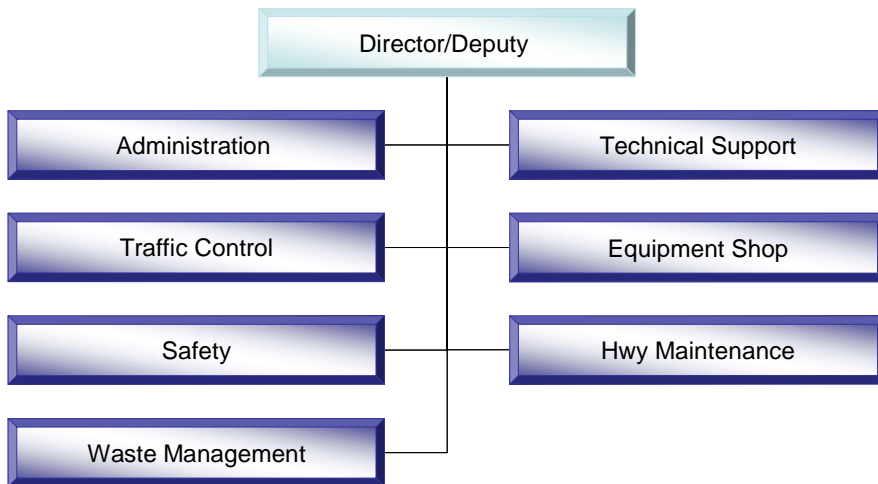 Director/Deputy
Administration
Technical Support
Traffic Control
Equipment Shop
Safety
Hwy Maintenance
Waste Management